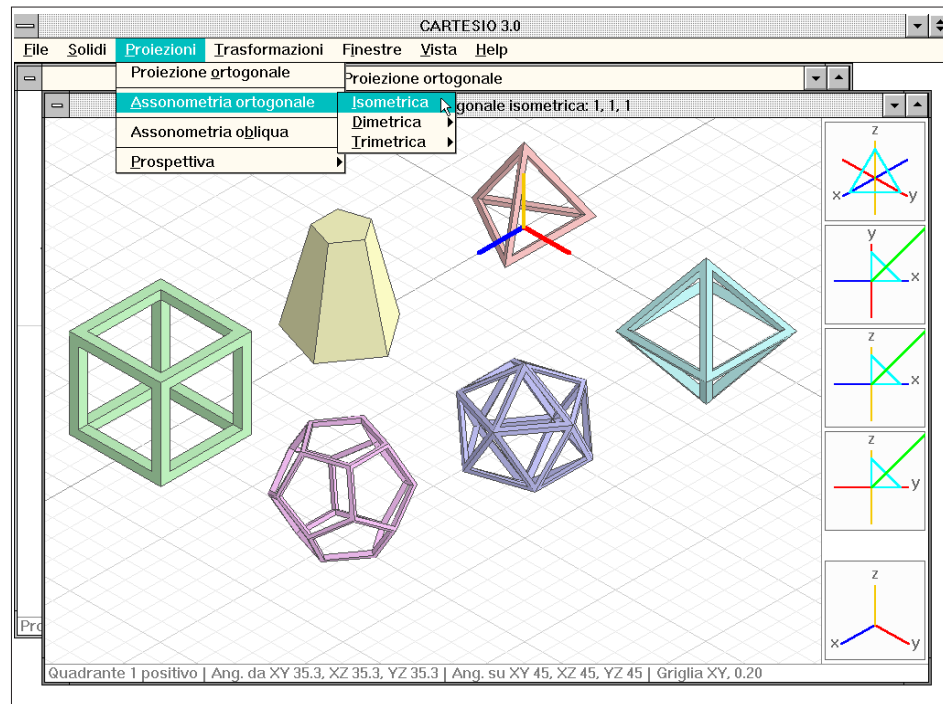 CARTESIO 3.0
File Solidi Proiezioni Trasformazioni Finestre Vista Help
Proiezione ortogonale
Proiezione ortogonale
Assonometria ortogonale
Isometrica
gonale isometrica: 1, 1, 1
Dimetrica
Assonometria obliqua
Trimetrica
Prospettiva
z
x
y
y
x
z
x
z
y
z
x
y
Quadrante 1 positivo | Ang. da XY 35.3, XZ 35.3, YZ 35.3 | Ang. su XY 45, XZ 45, YZ 45 | Griglia XY, 0.20